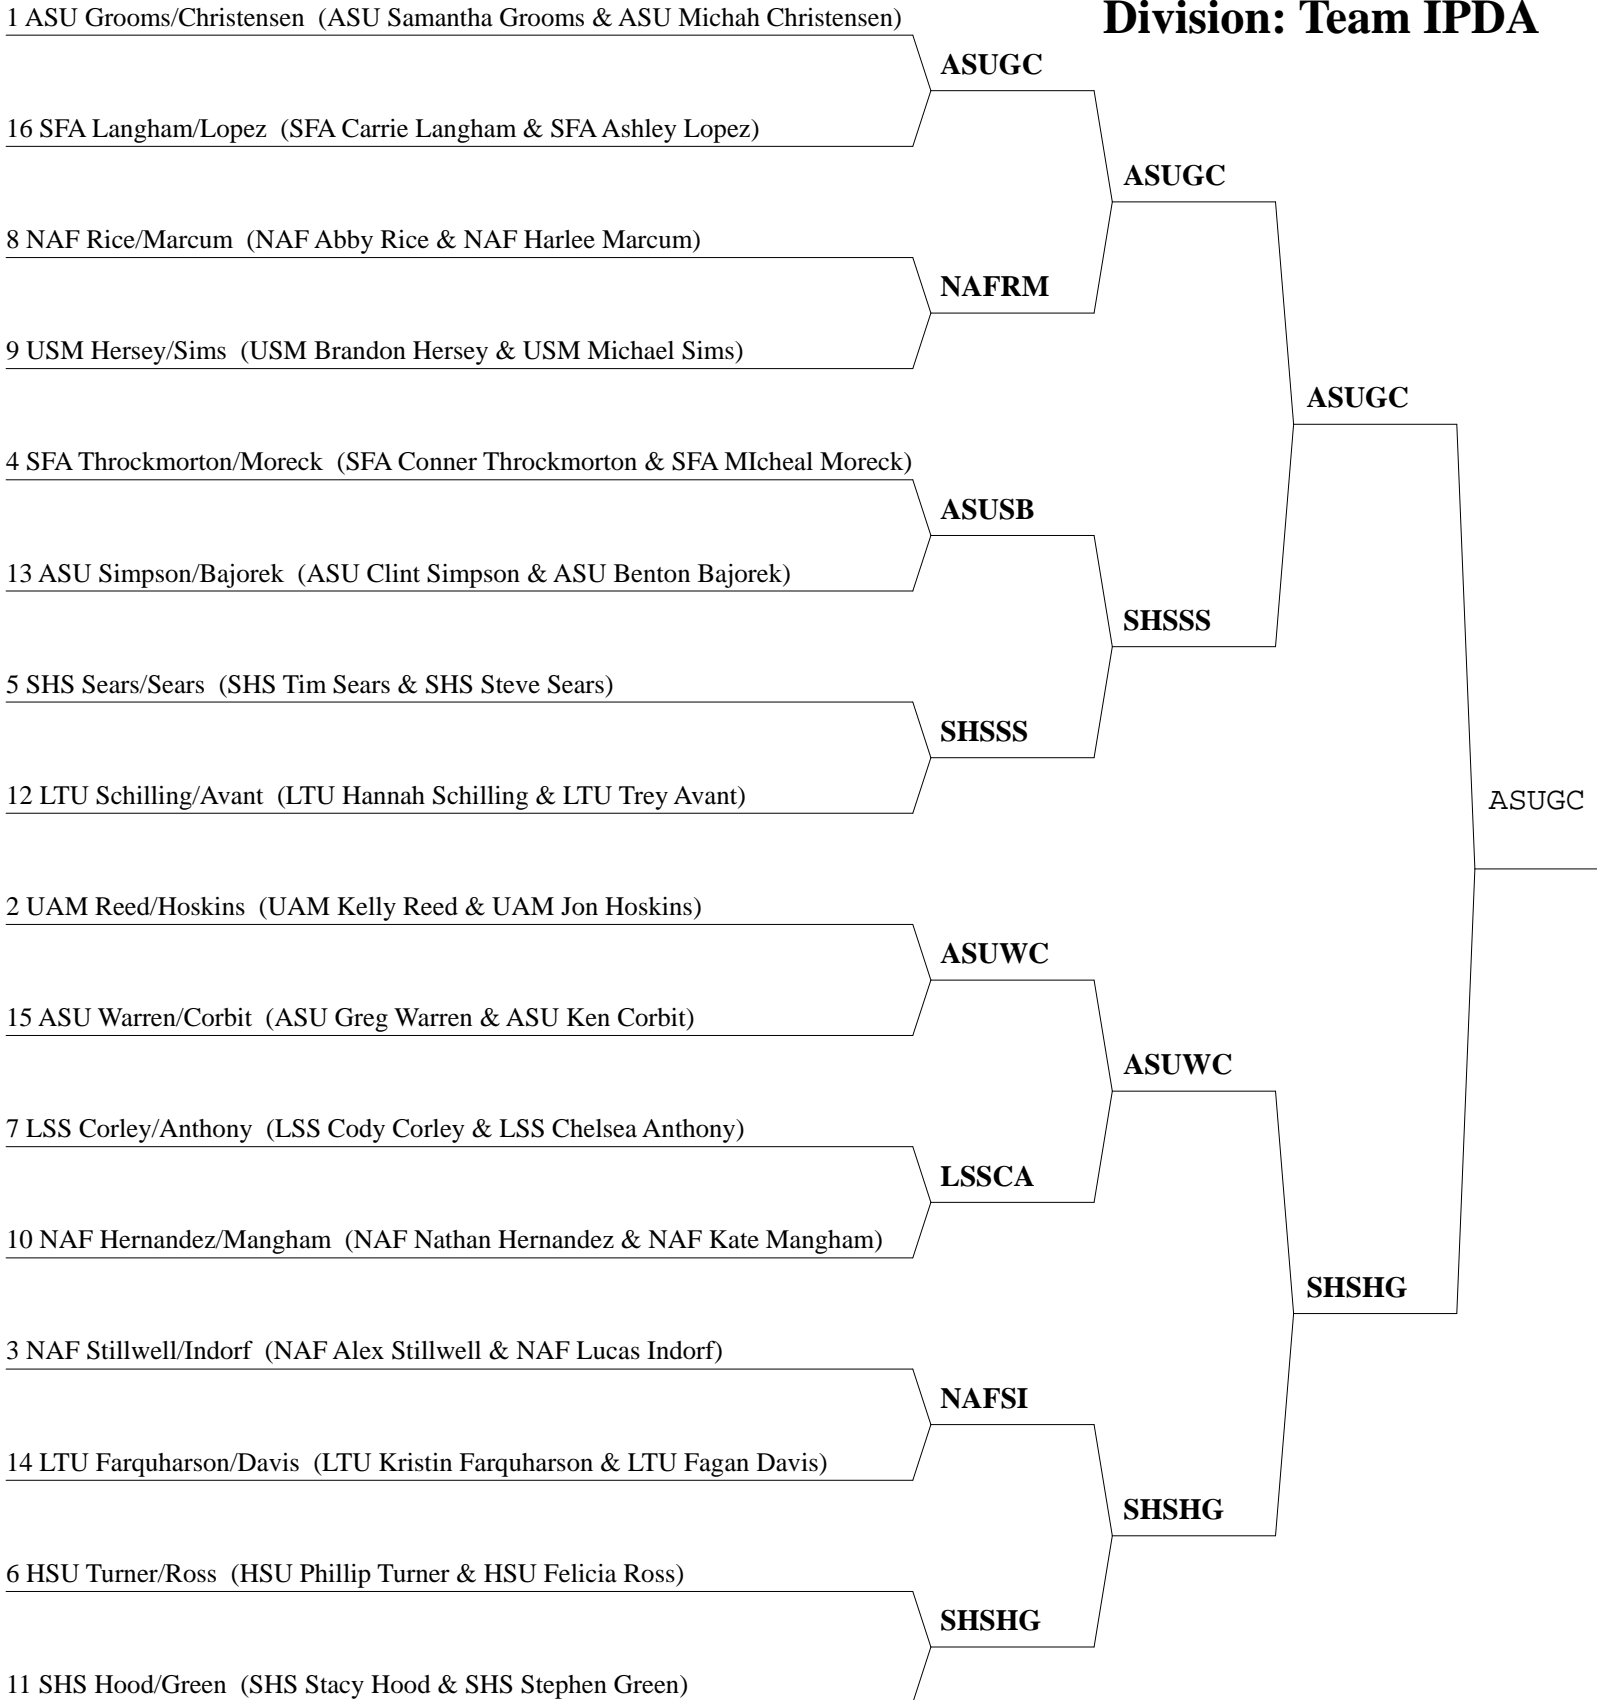 Division: Team IPDA
1 ASU Grooms/Christensen (ASU Samantha Grooms & ASU Michah Christensen)
ASUGC
16 SFA Langham/Lopez (SFA Carrie Langham & SFA Ashley Lopez)
ASUGC
8 NAF Rice/Marcum (NAF Abby Rice & NAF Harlee Marcum)
NAFRM
9 USM Hersey/Sims (USM Brandon Hersey & USM Michael Sims)
ASUGC
4 SFA Throckmorton/Moreck (SFA Conner Throckmorton & SFA MIcheal Moreck)
ASUSB
13 ASU Simpson/Bajorek (ASU Clint Simpson & ASU Benton Bajorek)
SHSSS
5 SHS Sears/Sears (SHS Tim Sears & SHS Steve Sears)
SHSSS
12 LTU Schilling/Avant (LTU Hannah Schilling & LTU Trey Avant)
ASUGC
2 UAM Reed/Hoskins (UAM Kelly Reed & UAM Jon Hoskins)
ASUWC
15 ASU Warren/Corbit (ASU Greg Warren & ASU Ken Corbit)
ASUWC
7 LSS Corley/Anthony (LSS Cody Corley & LSS Chelsea Anthony)
LSSCA
10 NAF Hernandez/Mangham (NAF Nathan Hernandez & NAF Kate Mangham)
SHSHG
3 NAF Stillwell/Indorf (NAF Alex Stillwell & NAF Lucas Indorf)
NAFSI
14 LTU Farquharson/Davis (LTU Kristin Farquharson & LTU Fagan Davis)
SHSHG
6 HSU Turner/Ross (HSU Phillip Turner & HSU Felicia Ross)
SHSHG
11 SHS Hood/Green (SHS Stacy Hood & SHS Stephen Green)